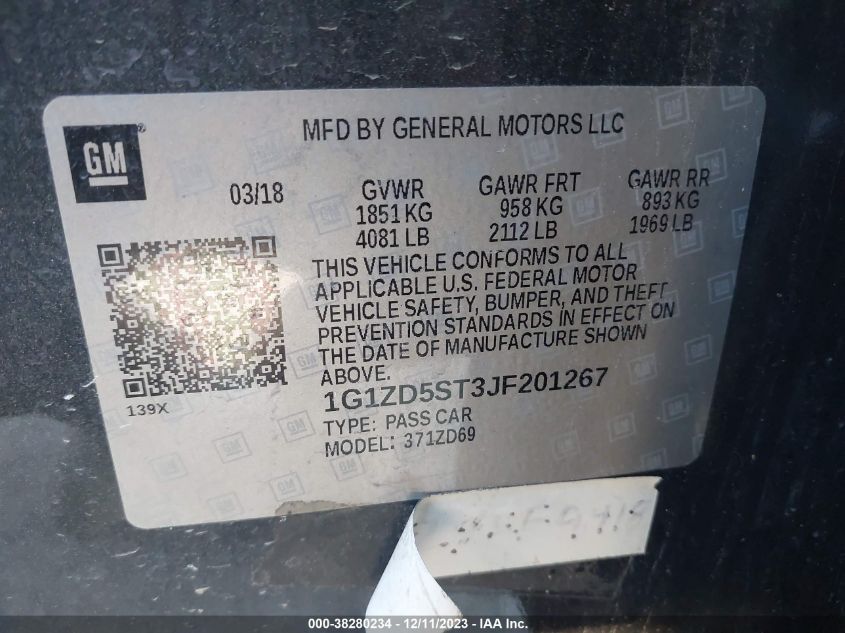 MFD BY GENERAL MOTORS LLC
GM
03/18
GVWR
1851 KG
4081 LB
GAWR FRT
958 KG
2112 LB
GAWR RR
893 KG
1969 LB
THIS VEHICLE CONFORMS TO ALL
APPLICABLE U.S. FEDERAL MOTOR
VEHICLE SAFETY, BUMPER, AND THEFT
PREVENTION STANDARDS IN EFFECT ON
THE DATE OF MANUFACTURE SHOWN
ABOVE.
139X
1G1ZD5ST3JF201267
TYPE: PASS CAR
MODEL: 371ZD69
000-38280234 - 12/11/2023 - IAA Inc.